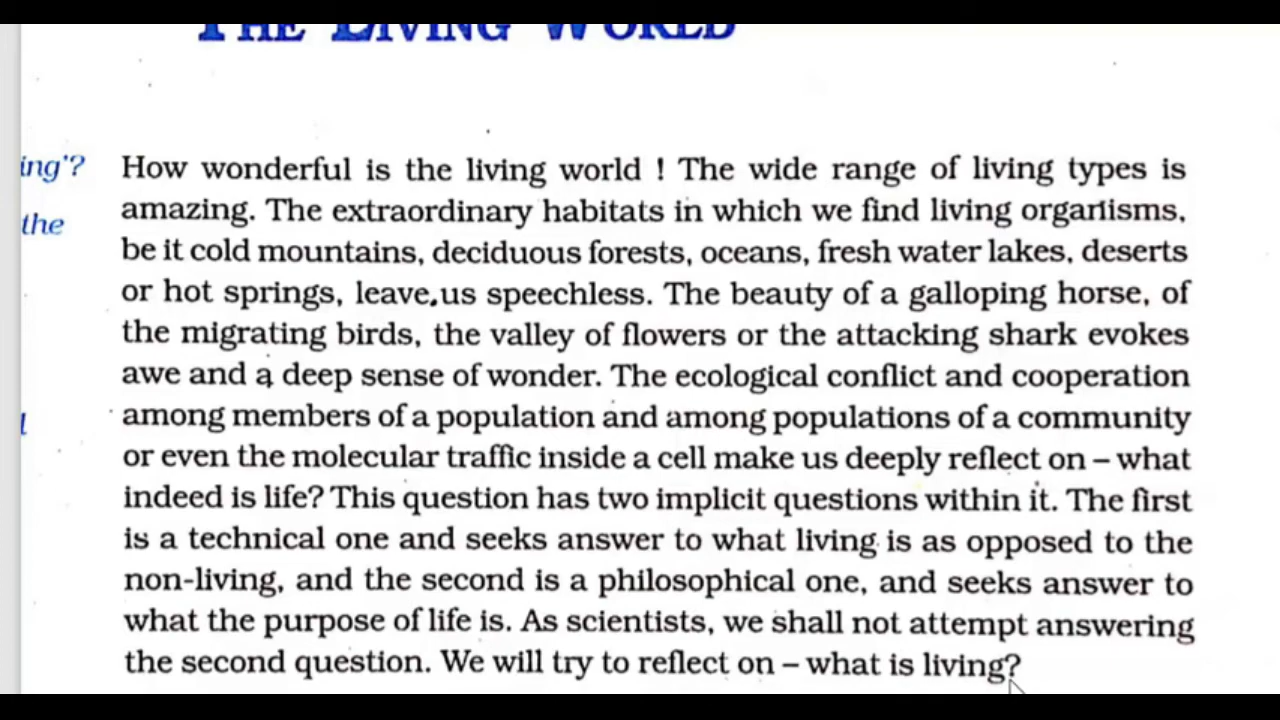 THE LIVING WORLD
ing'?
the
How wonderful is the living world ! The wide range of living types is
amazing. The extraordinary habitats in which we find living organisms,
be it cold mountains, deciduous forests, oceans, fresh water lakes, deserts
or hot springs, leave us speechless. The beauty of a galloping horse, of
the migrating birds, the valley of flowers or the attacking shark evokes
awe and a deep sense of wonder. The ecological conflict and cooperation
among members of a population and among populations of a community
or even the molecular traffic inside a cell make us deeply reflect on – what
indeed is life? This question has two implicit questions within it. The first
is a technical one and seeks answer to what living is as opposed to the
non-living, and the second is a philosophical one, and seeks answer to
what the purpose of life is. As scientists, we shall not attempt answering
the second question. We will try to reflect on – what is living?